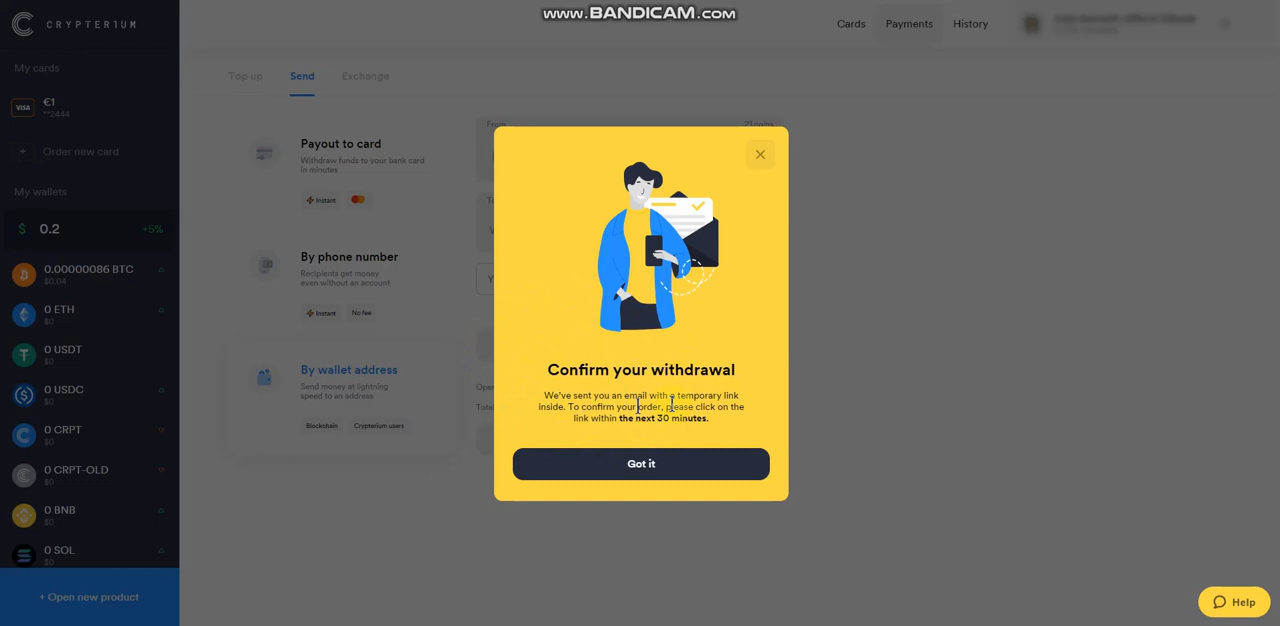 www.BANDICAM.com
CRYPTERIUM
Cards
Payments
History
My cards
VISA
€1
**2444
+ Order new card
My wallets
$ 0.2 +5%
0.00000086 BTC
$0.04
0 ETH
$0
0 USDT
$0
0 USDC
$0
0 CRPT
$0
0 CRPT-OLD
$0
0 BNB
$0
0 SOL
$0
+ Open new product
Top up
Send
Exchange
Payout to card
Withdraw funds to your bank card
in minutes
Instant
By phone number
Recipients get money
even without an account
Instant
No fee
By wallet address
Send money at lightning
speed to an address
Blockchain
Crypterium users
From
21 coins
Confirm your withdrawal
We've sent you an email with a temporary link
inside. To confirm your order, please click on the
link within the next 30 minutes.
Got it
Help